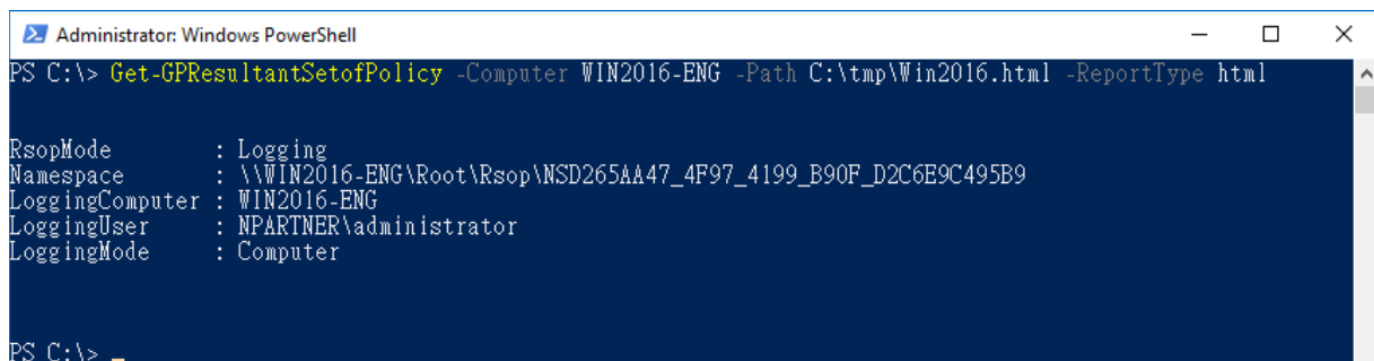 Administrator: Windows PowerShell
PS C:\> Get-GPResultantSetofPolicy -Computer WIN2016-ENG -Path C:\tmp\Win2016.html -ReportType html
RsopMode : Logging
Namespace : \\WIN2016-ENG\Root\Rsop\NSD265AA47_4F97_4199_B90F_D2C6E9C495B9
LoggingComputer : WIN2016-ENG
LoggingUser : NPARTNER\administrator
LoggingMode : Computer
PS C:\> _